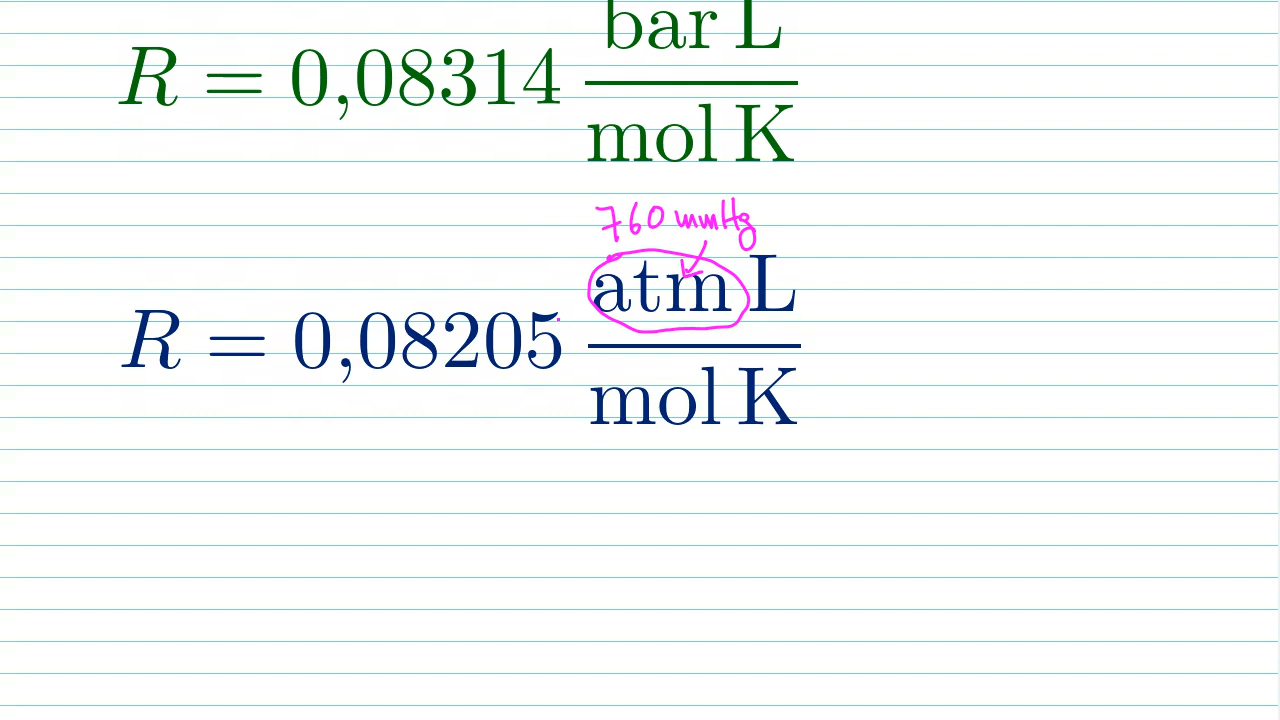 R = 0,08314 bar L / mol K
760 mmHg
R = 0,08205 atm L / mol K